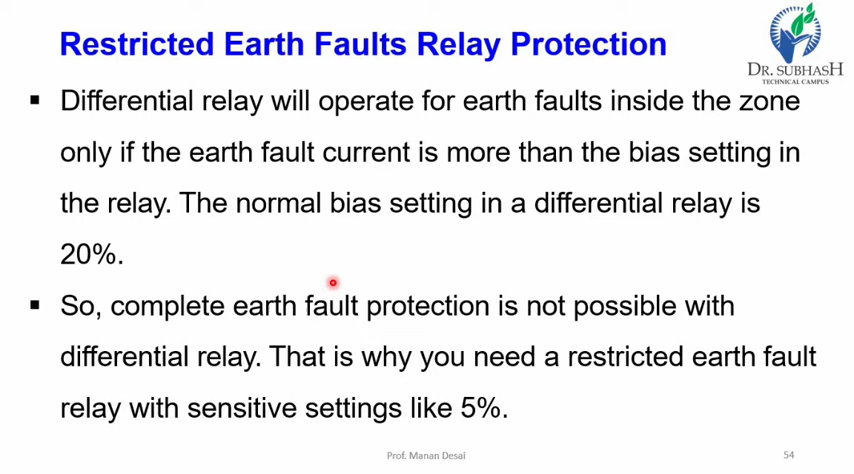 Restricted Earth Faults Relay Protection
DR. SUBHASH
TECHNICAL CAMPUS
▪ Differential relay will operate for earth faults inside the zone
only if the earth fault current is more than the bias setting in
the relay. The normal bias setting in a differential relay is
20%.
▪ So, complete earth fault protection is not possible with
differential relay. That is why you need a restricted earth fault
relay with sensitive settings like 5%.
Prof. Manan Desai
54